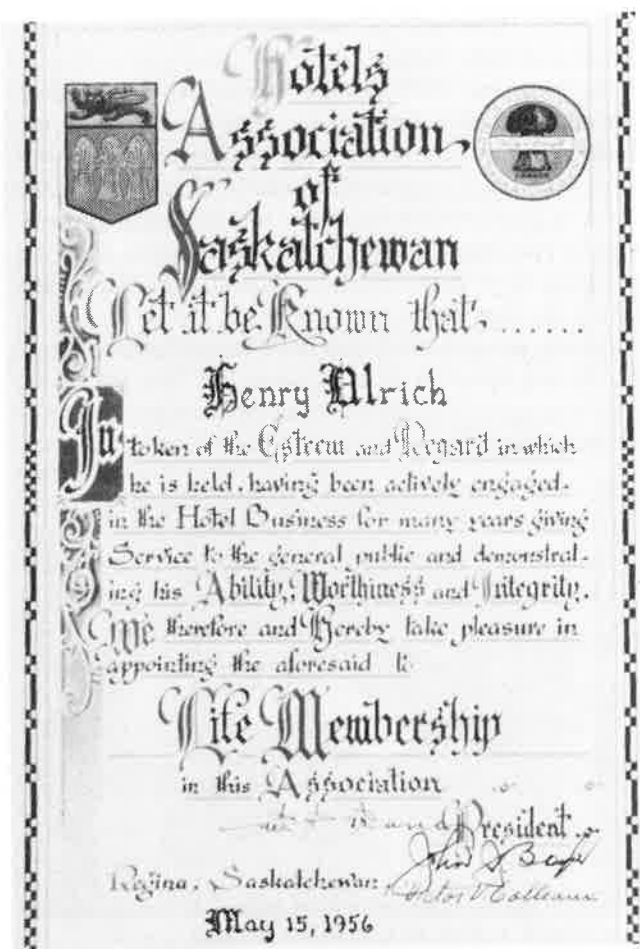 Hotels
Association
of
Saskatchewan
Let it be Known that ......
Henry Ulrich
In token of the Esteem and Regard in which
he is held, having been actively engaged
in the Hotel Business for many years giving
Service to the general public and demonstrat-
ing his Ability, Worthiness and Integrity.
We therefore and Hereby take pleasure in
appointing the aforesaid to
Life Membership
in this Association
President
John
Regina, Saskatchewan
May 15, 1956